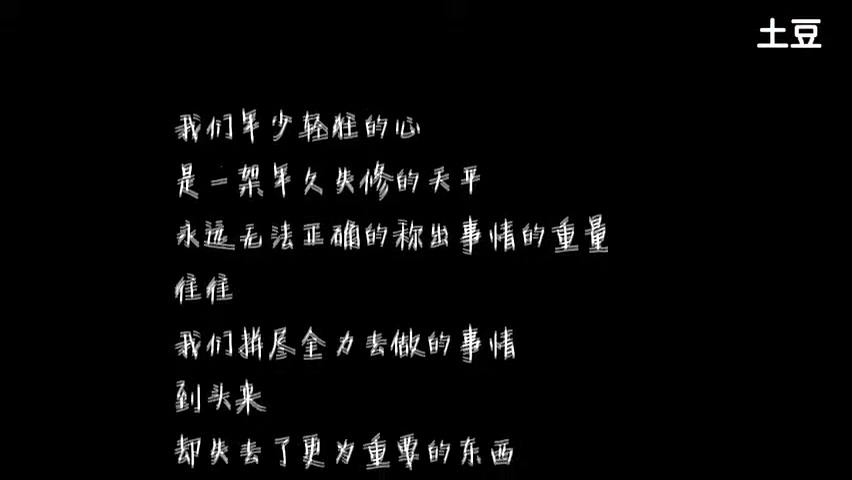 土豆
我们年少轻狂的心
是一架年久失修的天平
永远无法正确的称出事情的重量
往往
我们拼尽全力去做的事情
到头来
却失去了更为重要的东西